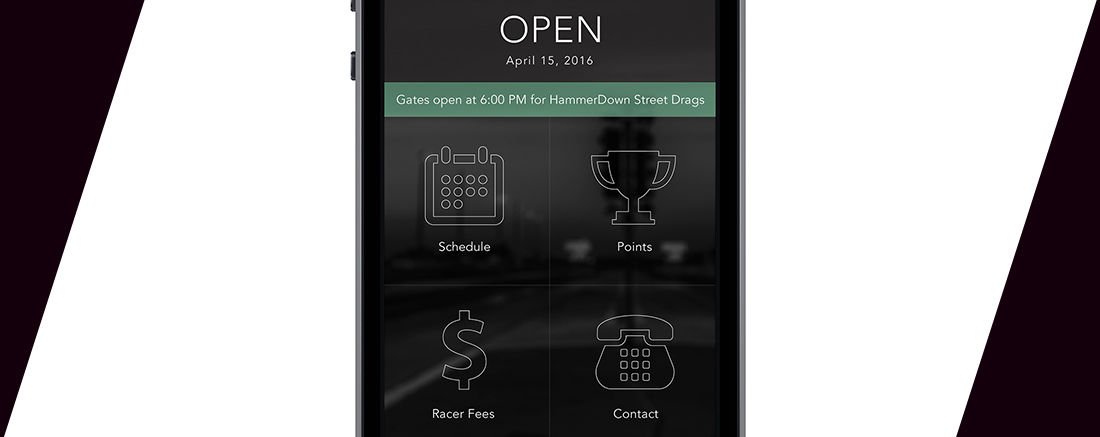 OPEN
April 15, 2016
Gates open at 6:00 PM for HammerDown Street Drags
Schedule
Points
Racer Fees
Contact